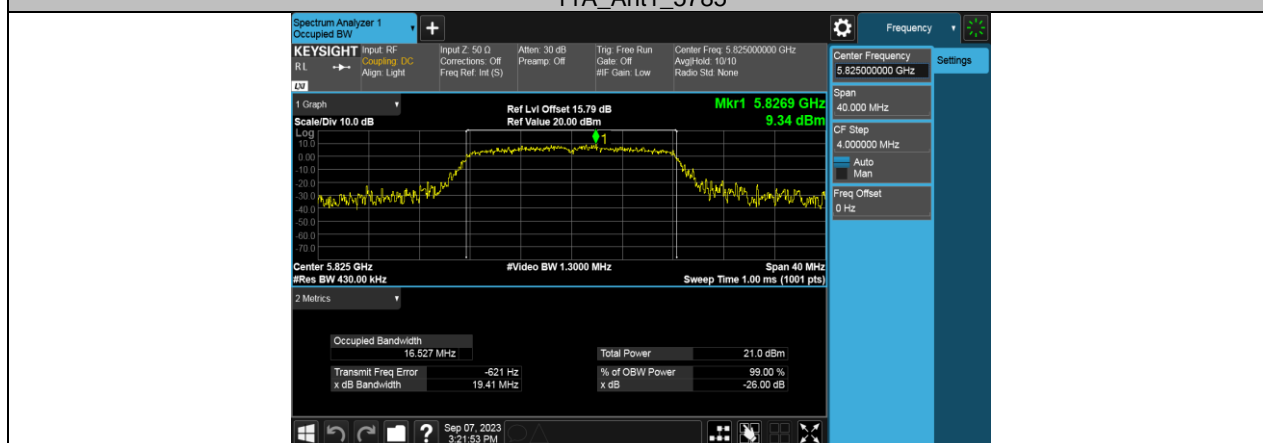 11A_Ant1_5785
Spectrum Analyzer 1
Occupied BW
Frequency
KEYSIGHT
Input: RF
Coupling: DC
Align: Light
Input Z: 50 Ω
Corrections: Off
Freq Ref: Int (S)
Atten: 30 dB
Preamp: Off
Trig: Free Run
Gate: Off
#IF Gain: Low
Center Freq: 5.825000000 GHz
Avg|Hold: 10/10
Radio Std: None
RL
LXI
Center Frequency
5.825000000 GHz
Settings
Span
40.000 MHz
CF Step
4.000000 MHz
Auto
Man
Freq Offset
0 Hz
1 Graph
Ref Lvl Offset 15.79 dB
Mkr1 5.8269 GHz
Scale/Div 10.0 dB
Ref Value 20.00 dBm
9.34 dBm
Log
1
10.0
0.00
-10.0
-20.0
-30.0
-40.0
-50.0
-60.0
-70.0
Center 5.825 GHz
#Video BW 1.3000 MHz
Span 40 MHz
#Res BW 430.00 kHz
Sweep Time 1.00 ms (1001 pts)
2 Metrics
Occupied Bandwidth
16.527 MHz
Total Power 21.0 dBm
Transmit Freq Error -621 Hz
% of OBW Power 99.00 %
x dB Bandwidth 19.41 MHz
x dB -26.00 dB
?
Sep 07, 2023
3:21:53 PM